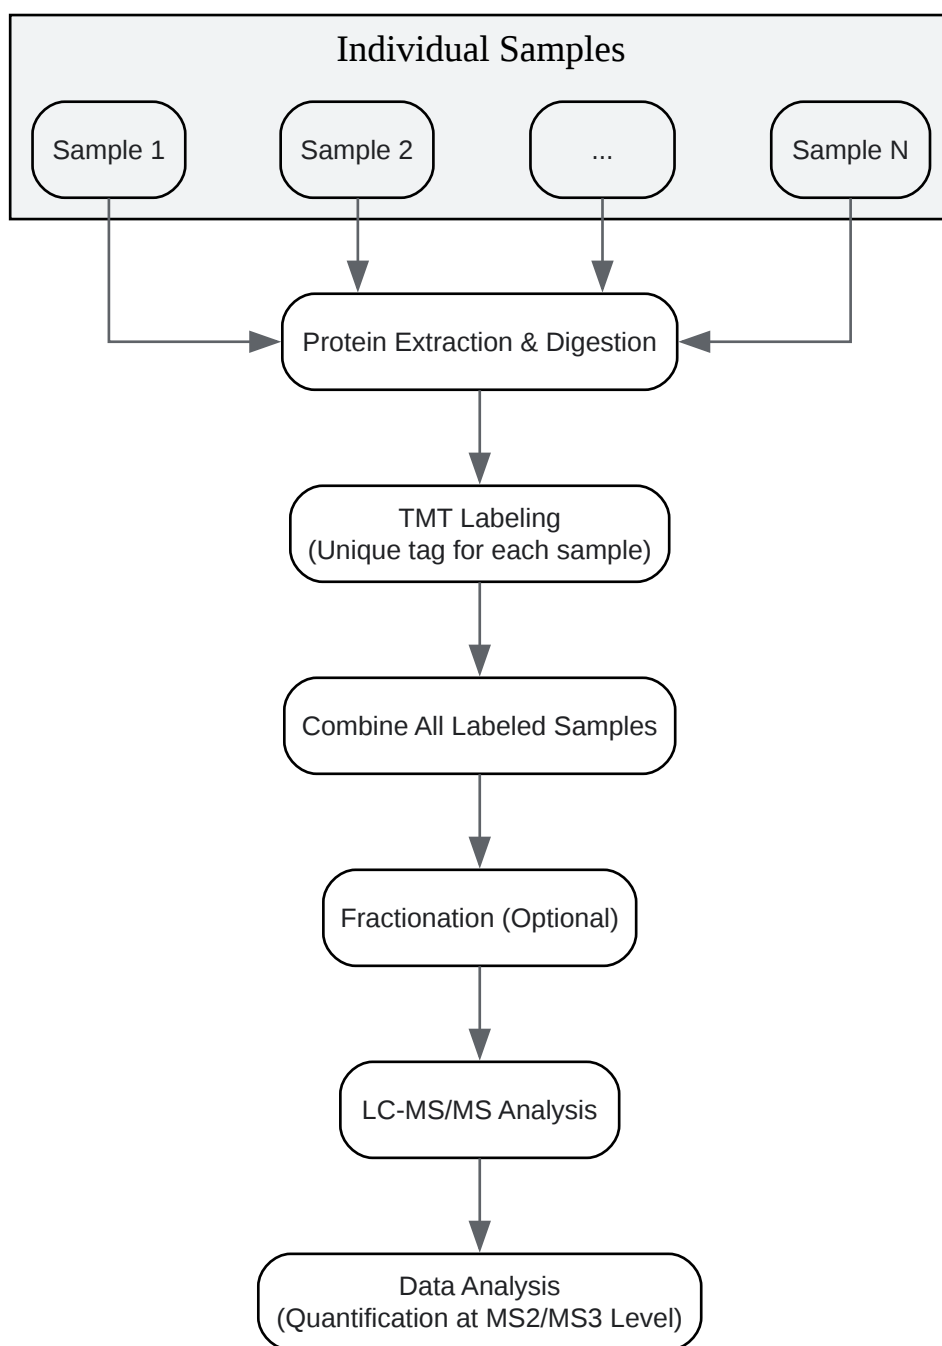 Individual Samples
Sample 1
Sample 2
...
Sample N
Protein Extraction & Digestion
TMT Labeling
(Unique tag for each sample)
Combine All Labeled Samples
Fractionation (Optional)
LC-MS/MS Analysis
Data Analysis
(Quantification at MS2/MS3 Level)